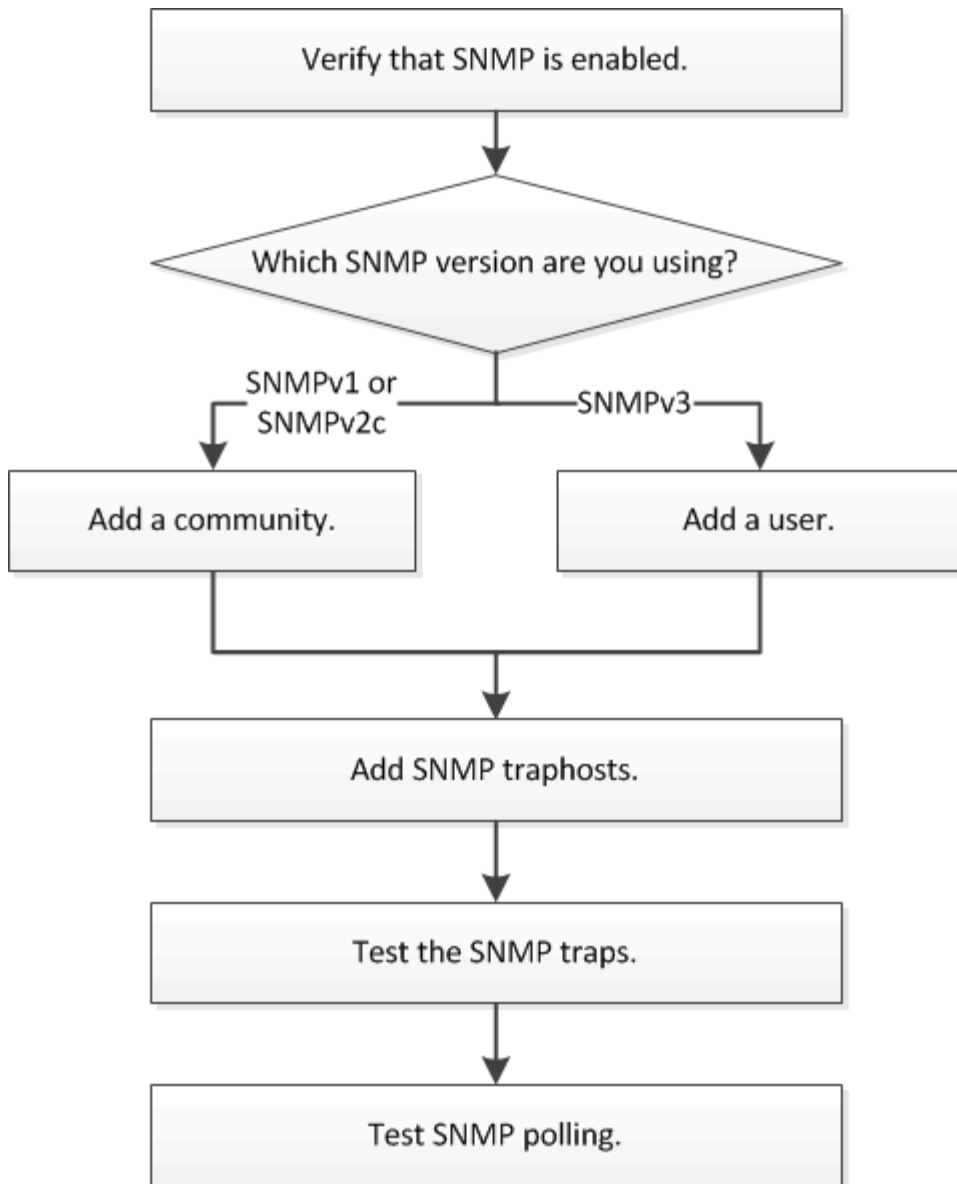 Verify that SNMP is enabled.
Which SNMP version are you using?
SNMPv1 or
SNMPv2c
SNMPv3
Add a community.
Add a user.
Add SNMP traphosts.
Test the SNMP traps.
Test SNMP polling.